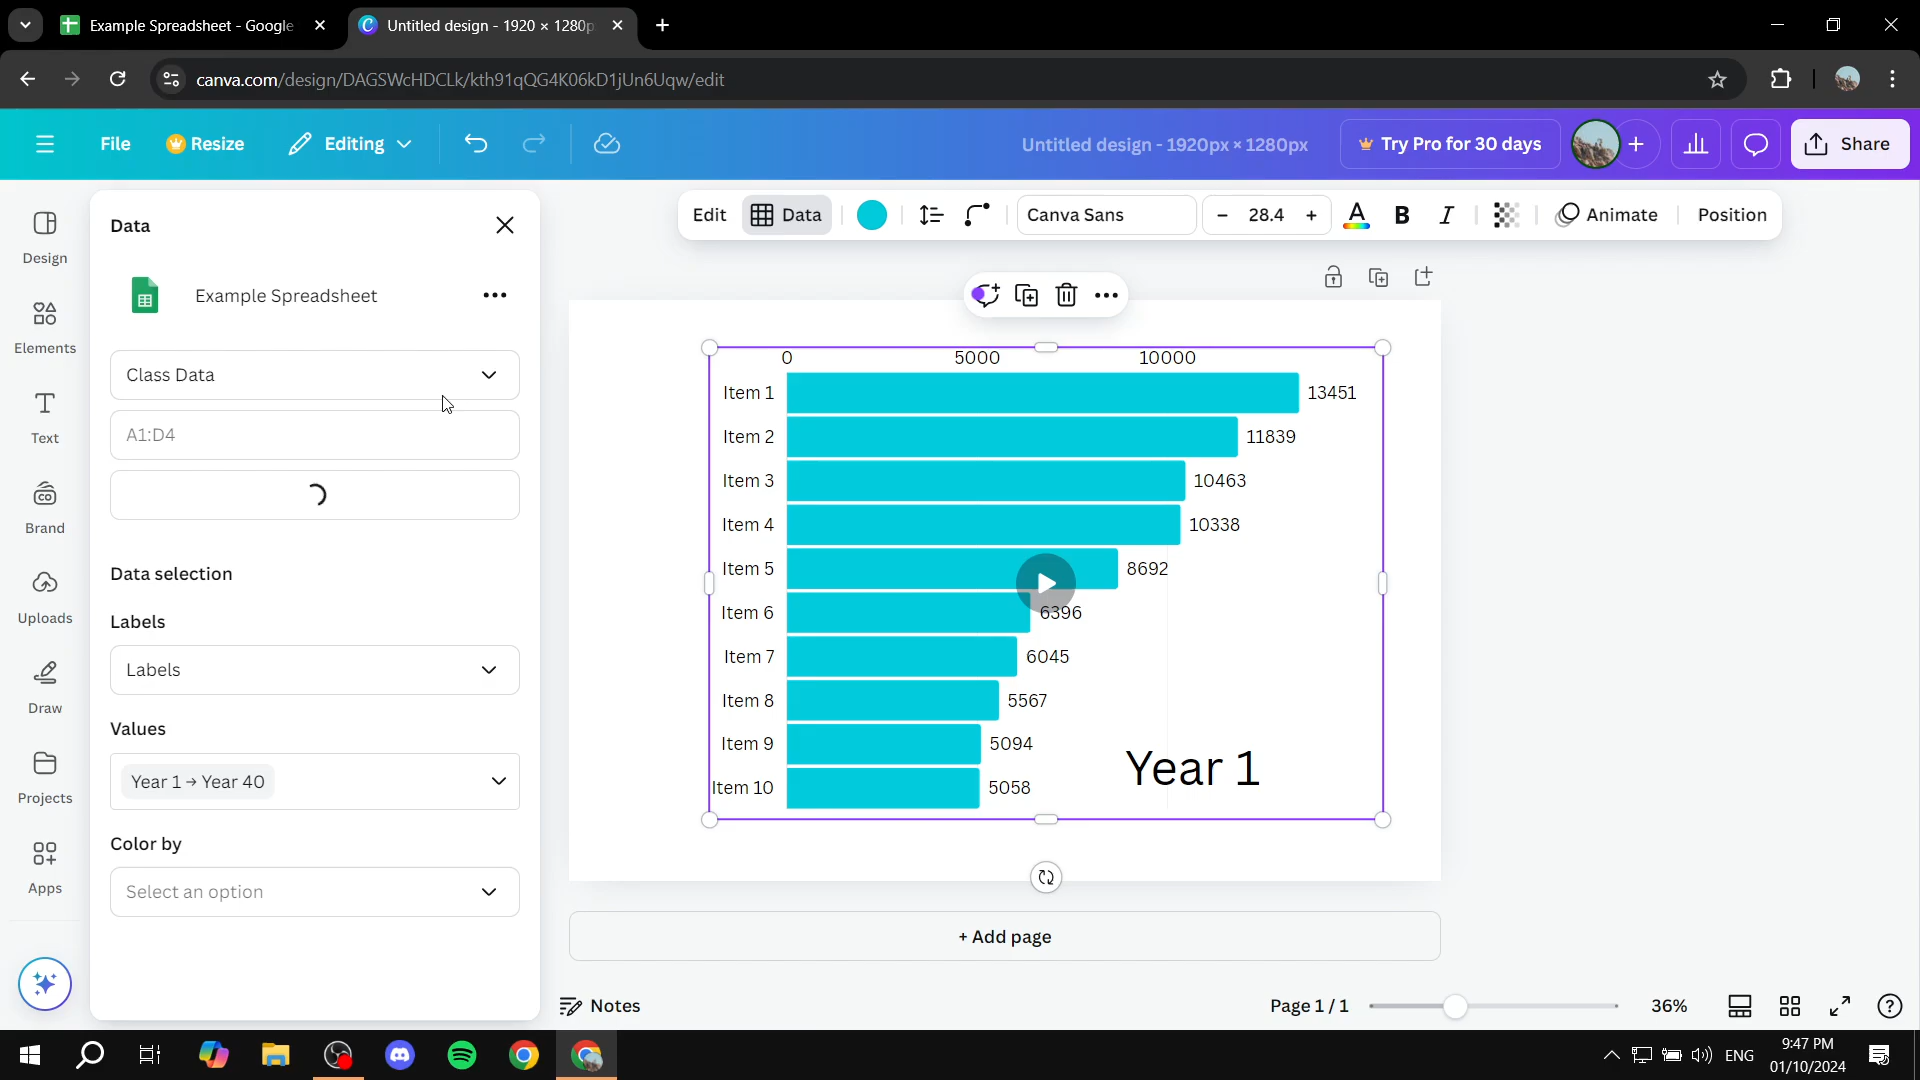 Example Spreadsheet - Google
Untitled design - 1920 × 1280p
canva.com/design/DAGSWcHDCLk/kth91qQG4K06kD1jUn6Uqw/edit
File
Resize
Editing
Untitled design - 1920px × 1280px
Try Pro for 30 days
Share
Design
Elements
Text
Brand
Uploads
Draw
Projects
Apps
Data
Example Spreadsheet
Class Data
A1:D4
Data selection
Labels
Labels
Values
Year 1 → Year 40
Color by
Select an option
Edit
Data
Canva Sans
- 28.4 +
A
B
I
Animate
Position
0 5000 10000
Item 1 13451
Item 2 11839
Item 3 10463
Item 4 10338
Item 5 8692
Item 6 6396
Item 7 6045
Item 8 5567
Item 9 5094
Item 10 5058
Year 1
+ Add page
Notes
Page 1 / 1
36%
ENG
9:47 PM
01/10/2024